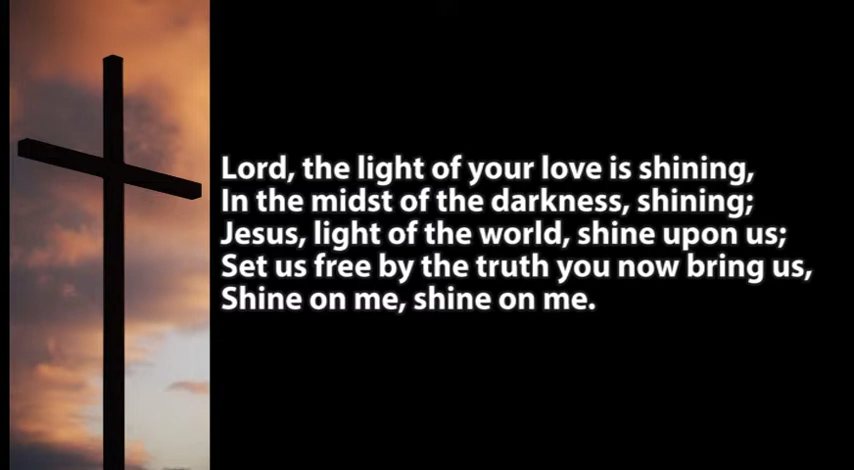 Lord, the light of your love is shining,
In the midst of the darkness, shining;
Jesus, light of the world, shine upon us;
Set us free by the truth you now bring us,
Shine on me, shine on me.